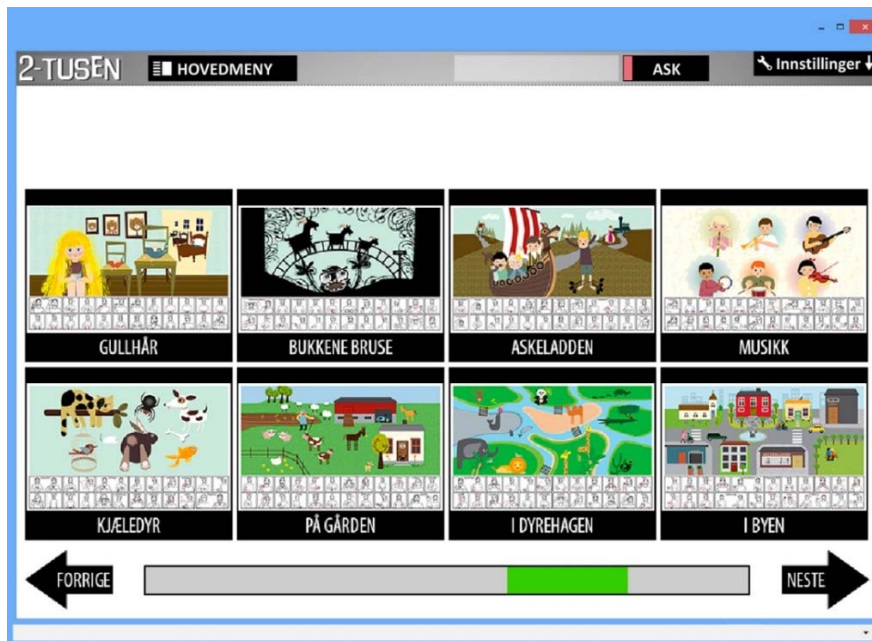 2-TUSEN HOVEDMENY ASK Innstillinger
GULLHÅR BUKKENE BRUSE ASKELADDEN MUSIKK
KJÆLEDYR PÅ GÅRDEN I DYREHAGEN I BYEN
FORRIGE NESTE